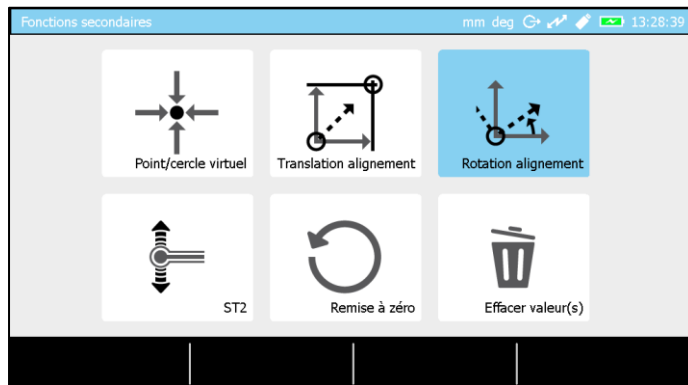 Fonctions secondaires
mm deg 13:28:39
Point/cercle virtuel
Translation alignement
Rotation alignement
ST2
Remise à zéro
Effacer valeur(s)